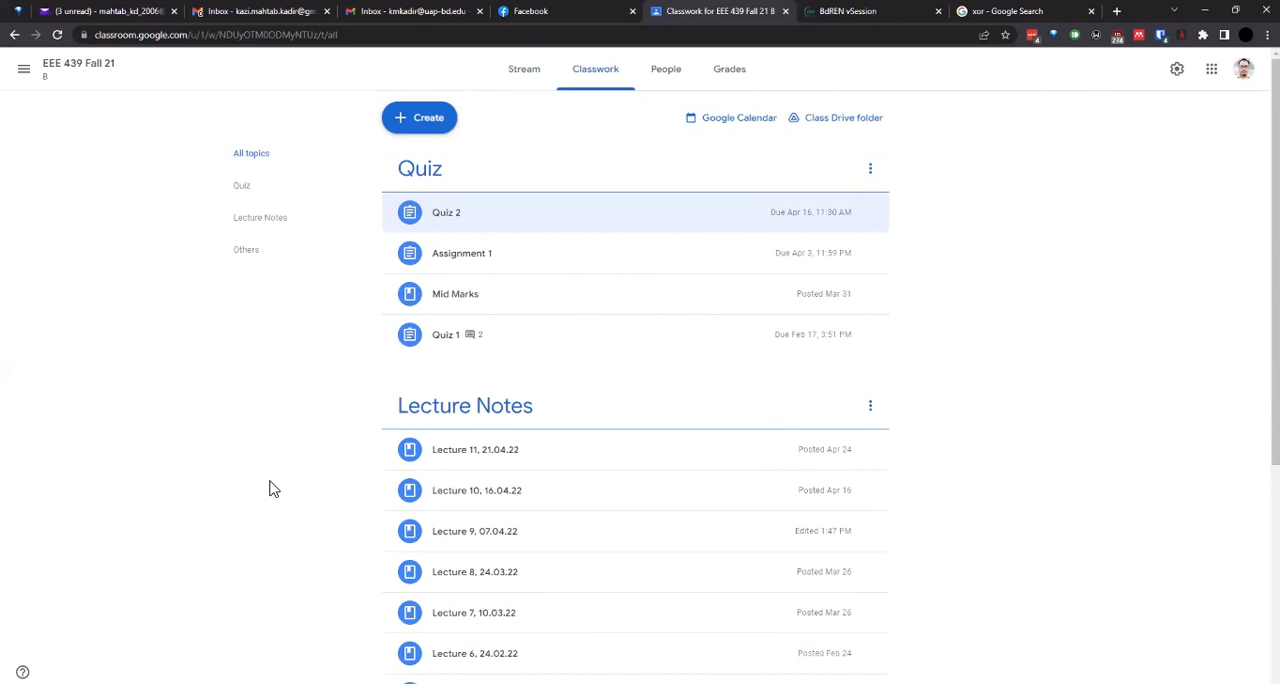 (3 unread) - mahtab_kd_2006@
Inbox - kazi.mahtab.kadir@gm
Inbox - kmkadir@uap-bd.edu -
Facebook
Classwork for EEE 439 Fall 21 B
BdREN vSession
xor - Google Search
classroom.google.com/u/1/w/NDUyOTM0ODMyNTUz/t/all
EEE 439 Fall 21
B
Stream
Classwork
People
Grades
Create
Google Calendar
Class Drive folder
All topics
Quiz
Lecture Notes
Others
Quiz
Quiz 2
Due Apr 16, 11:30 AM
Assignment 1
Due Apr 3, 11:59 PM
Mid Marks
Posted Mar 31
Quiz 1
2
Due Feb 17, 3:51 PM
Lecture Notes
Lecture 11, 21.04.22
Posted Apr 24
Lecture 10, 16.04.22
Posted Apr 16
Lecture 9, 07.04.22
Edited 1:47 PM
Lecture 8, 24.03.22
Posted Mar 26
Lecture 7, 10.03.22
Posted Mar 26
Lecture 6, 24.02.22
Posted Feb 24